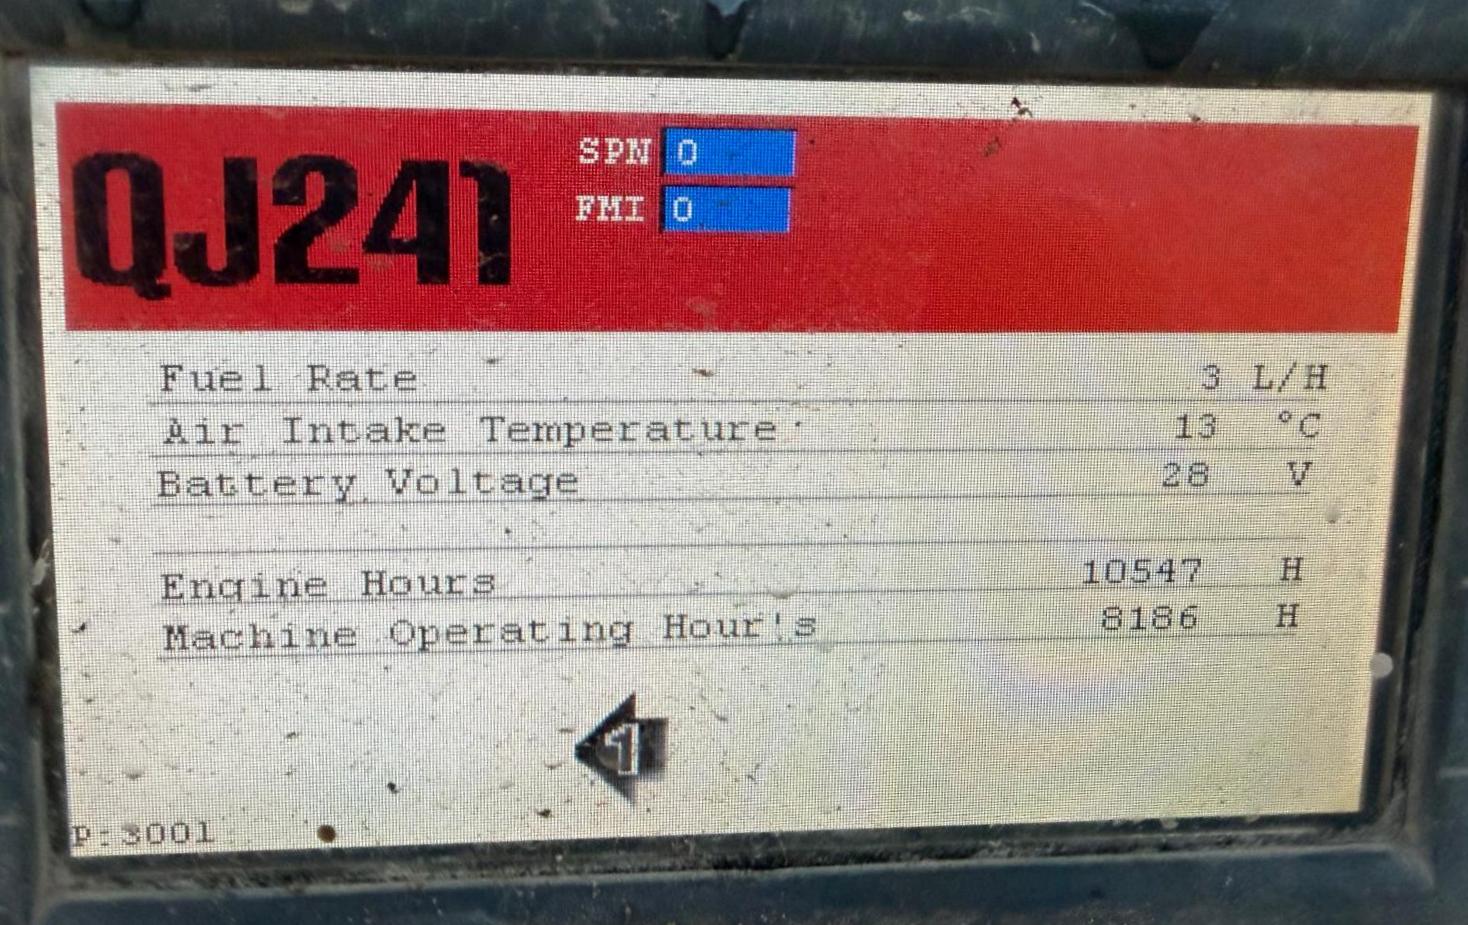 QJ241
SPN 0
FMI 0
Fuel Rate 3 L/H
Air Intake Temperature 13 °C
Battery Voltage 28 V
Engine Hours 10547 H
Machine Operating Hour's 8186 H
1
P:3001